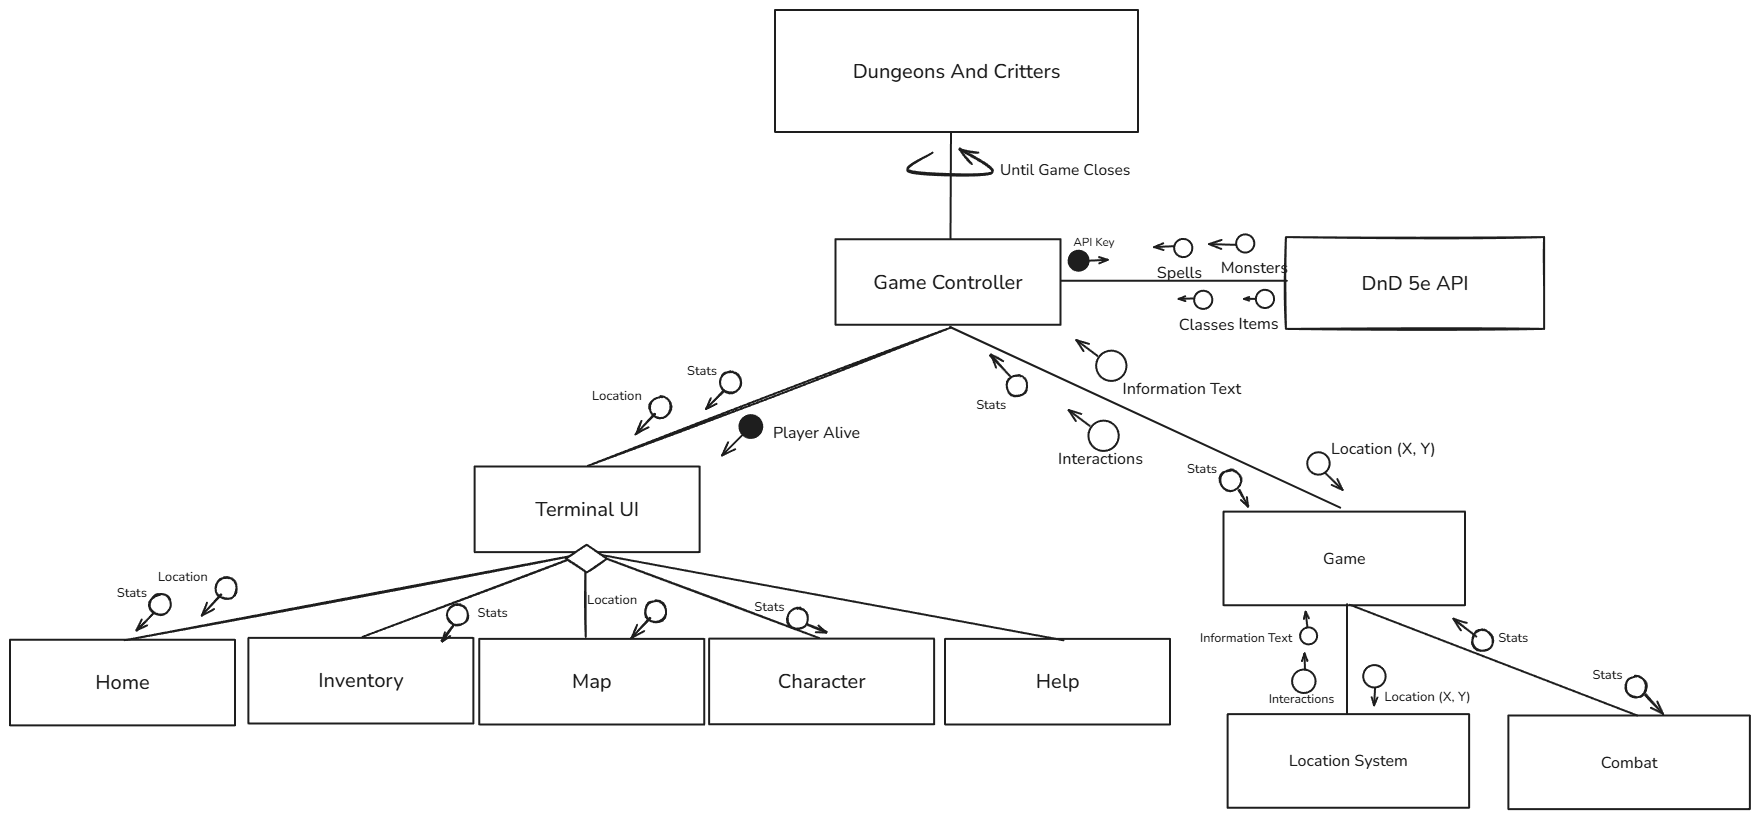 Dungeons And Critters
Until Game Closes
Game Controller
API Key
Spells
Monsters
Classes
Items
DnD 5e API
Stats
Location
Player Alive
Information Text
Stats
Interactions
Location (X, Y)
Stats
Terminal UI
Game
Location
Stats
Stats
Location
Stats
Information Text
Interactions
Location (X, Y)
Stats
Stats
Home
Inventory
Map
Character
Help
Location System
Combat